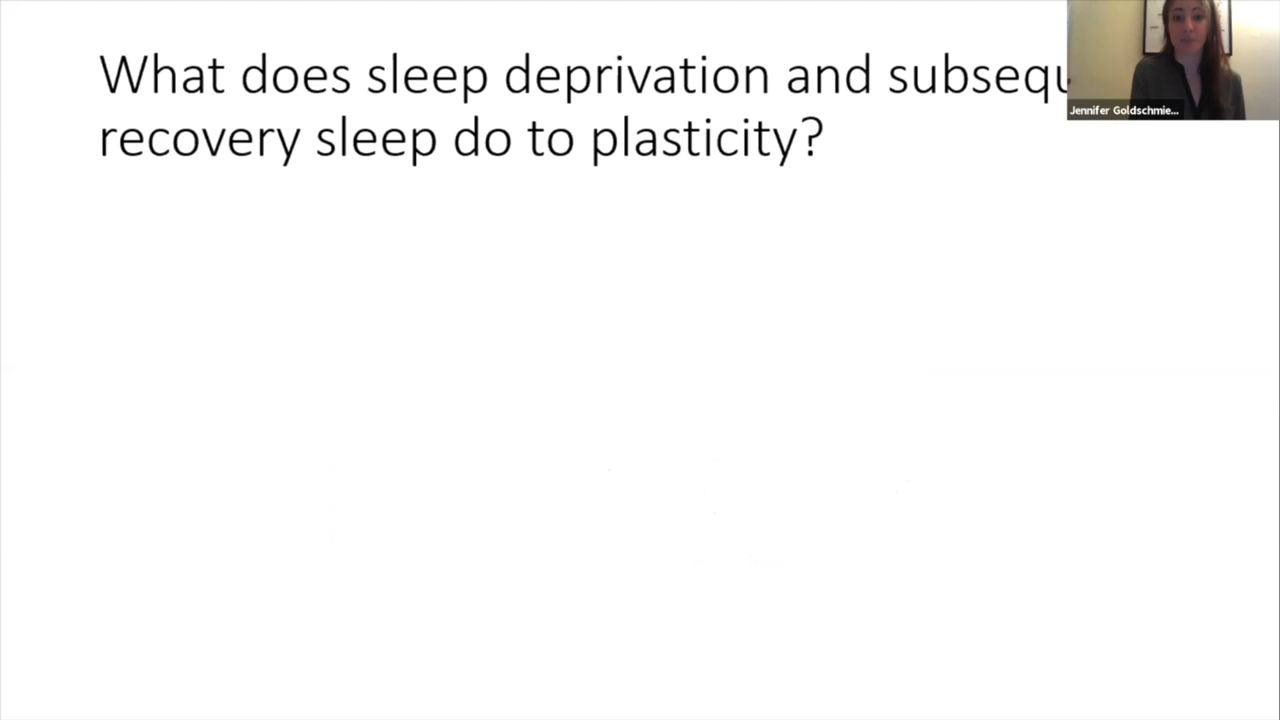 What does sleep deprivation and subsequ
recovery sleep do to plasticity?
Jennifer Goldschmie...